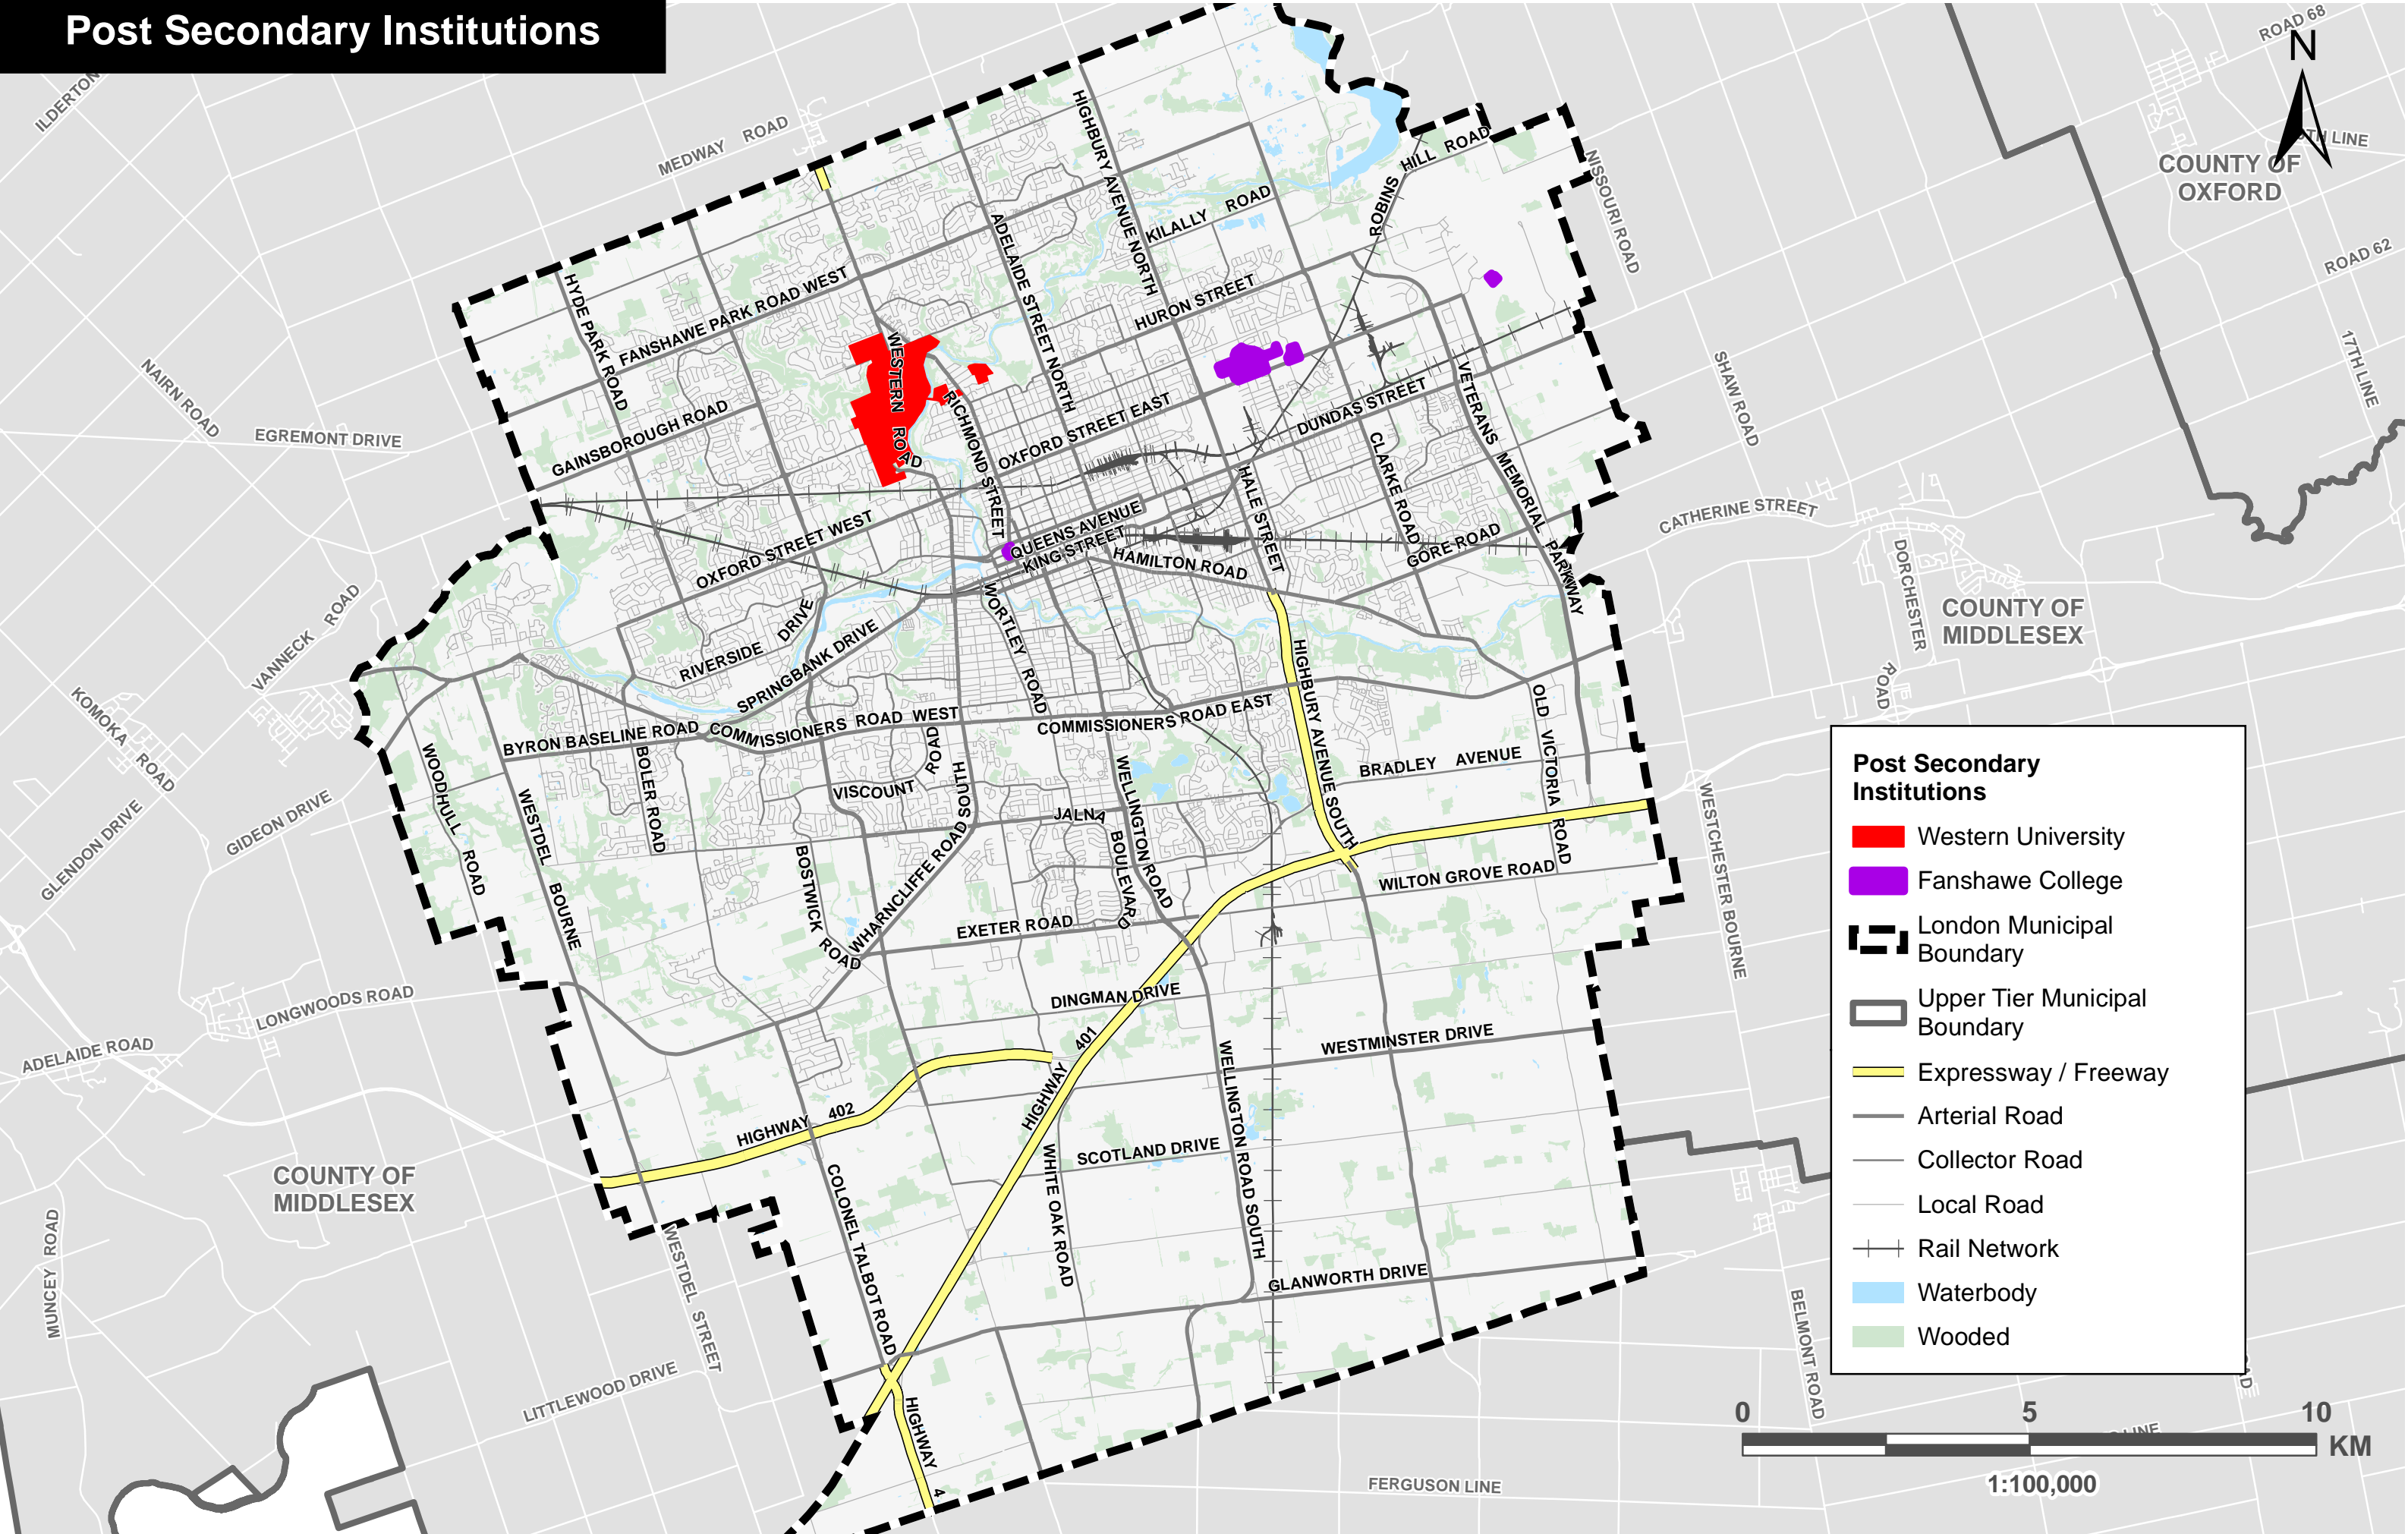 Post Secondary Institutions
ROAD 68
N
ILDERTON
MEDWAY ROAD
HIGHBURY AVENUE NORTH
ROBINS HILL ROAD
NISSOURI ROAD
COUNTY OF
OXFORD
ROAD 62
17TH LINE
KILALLY ROAD
ADELAIDE STREET NORTH
HYDE PARK ROAD
FANSHAWE PARK ROAD WEST
HURON STREET
WESTERN ROAD
RICHMOND STREET
NAIRN ROAD
EGREMONT DRIVE
GAINSBOROUGH ROAD
OXFORD STREET EAST
DUNDAS STREET
VETERANS MEMORIAL PARKWAY
SHAW ROAD
CLARKE ROAD
HALE STREET
CATHERINE STREET
OXFORD STREET WEST
QUEENS AVENUE
KING STREET
HAMILTON ROAD
GORE ROAD
DORCHESTER ROAD
COUNTY OF
MIDDLESEX
VANNECK ROAD
RIVERSIDE DRIVE
SPRINGBANK DRIVE
WORTLEY ROAD
HIGHBURY AVENUE SOUTH
KOMOKA ROAD
GLENDON DRIVE
GIDEON DRIVE
BYRON BASELINE ROAD
COMMISSIONERS ROAD WEST
COMMISSIONERS ROAD EAST
OLD VICTORIA ROAD
BRADLEY AVENUE
WOODHULL ROAD
WESTDEL BOURNE
BOLER ROAD
VISCOUNT ROAD
JALNA BOULEVARD
WELLINGTON ROAD
BOSTWICK ROAD
WHARNCLIFFE ROAD SOUTH
WILTON GROVE ROAD
WESTCHESTER BOURNE
EXETER ROAD
LONGWOODS ROAD
ADELAIDE ROAD
DINGMAN DRIVE
HIGHWAY 401
WESTMINSTER DRIVE
HIGHWAY 402
WELLINGTON ROAD SOUTH
SCOTLAND DRIVE
WHITE OAK ROAD
COLONEL TALBOT ROAD
COUNTY OF
MIDDLESEX
MUNCEY ROAD
WESTDEL STREET
GLANWORTH DRIVE
LITTLEWOOD DRIVE
HIGHWAY 4
BELMONT ROAD
FERGUSON LINE
Post Secondary
Institutions
Western University
Fanshawe College
London Municipal
Boundary
Upper Tier Municipal
Boundary
Expressway / Freeway
Arterial Road
Collector Road
Local Road
Rail Network
Waterbody
Wooded
0 5 10
KM
1:100,000